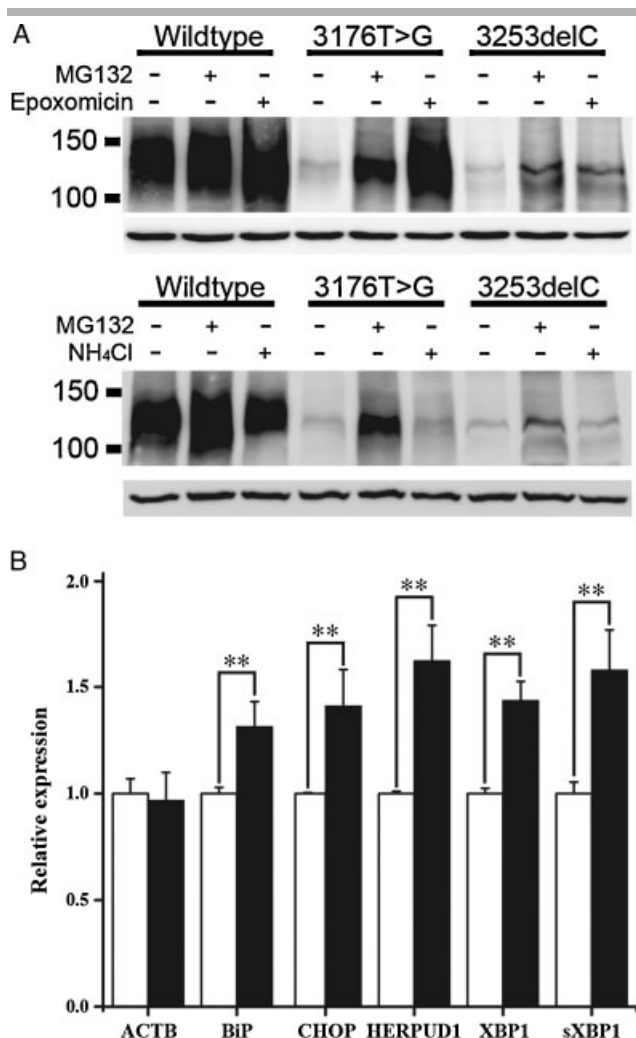 A
Wildtype 3176T>G 3253delC
MG132 - + - - + - - + -
Epoxomicin - - + - - + - - +
150
100
Wildtype 3176T>G 3253delC
MG132 - + - - + - - + -
NH₄Cl - - + - - + - - +
150
100
B
2.0
1.5
1.0
0.5
0.0
Relative expression
** ** ** ** **
ACTB BiP CHOP HERPUD1 XBP1 sXBP1